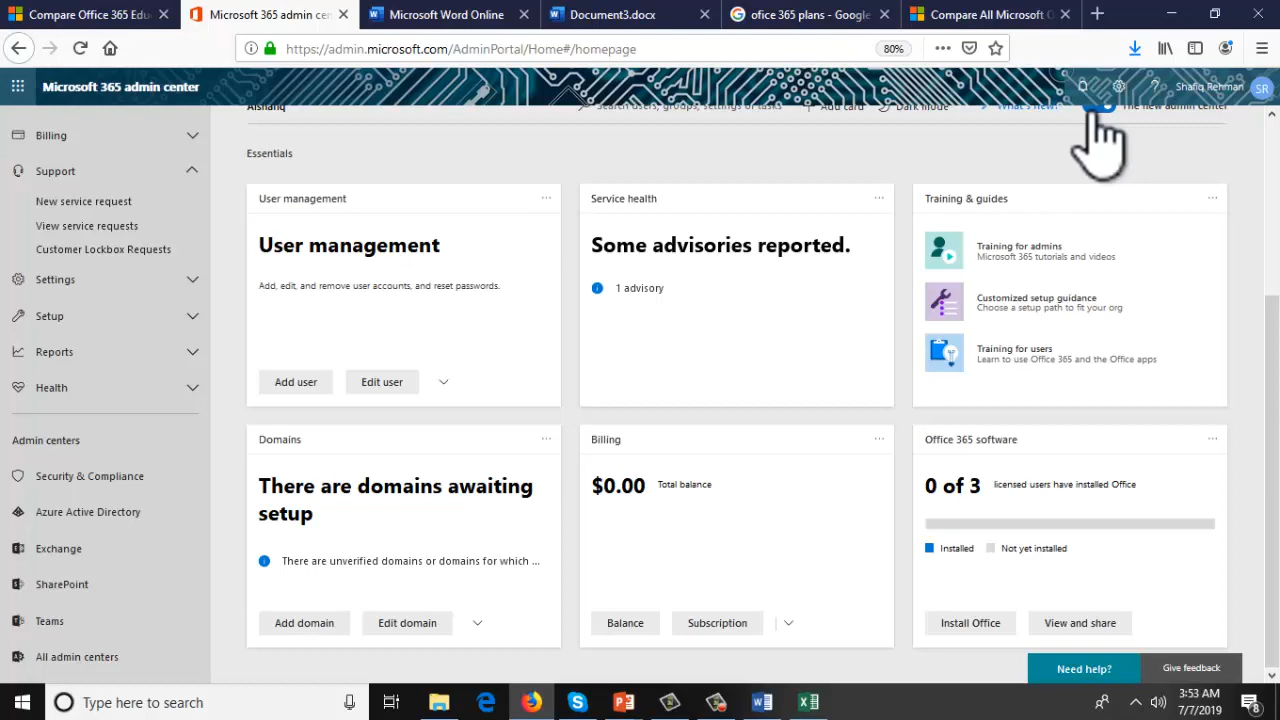 Compare Office 365 Edu
Microsoft 365 admin cen
Microsoft Word Online
Document3.docx
ofice 365 plans - Google
Compare All Microsoft O
https://admin.microsoft.com/AdminPortal/Home#/homepage
80%
Microsoft 365 admin center
Shafiq Rehman
SR
Search users, groups, settings or tasks
Add card
Dark mode
What's new?
The new admin center
Billing
Support
New service request
View service requests
Customer Lockbox Requests
Settings
Setup
Reports
Health
Admin centers
Security & Compliance
Azure Active Directory
Exchange
SharePoint
Teams
All admin centers
Essentials
User management
User management
Add, edit, and remove user accounts, and reset passwords.
Add user
Edit user
Service health
Some advisories reported.
1 advisory
Training & guides
Training for admins
Microsoft 365 tutorials and videos
Customized setup guidance
Choose a setup path to fit your org
Training for users
Learn to use Office 365 and the Office apps
Domains
There are domains awaiting
setup
There are unverified domains or domains for which ...
Add domain
Edit domain
Billing
$0.00 Total balance
Balance
Subscription
Office 365 software
0 of 3 licensed users have installed Office
Installed
Not yet installed
Install Office
View and share
Need help?
Give feedback
Type here to search
3:53 AM
7/7/2019
8